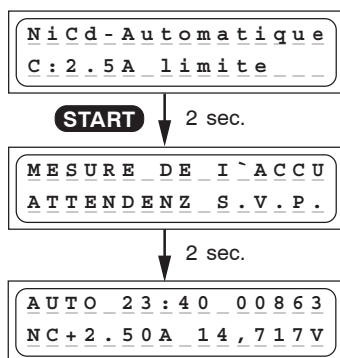 NiCd-Automatique
C:2.5A limite
START 2 sec.
MESURE DE I`ACCU
ATTENDENZ S.V.P.
2 sec.
AUTO 23:40 00863
NC+2.50A 14,717V